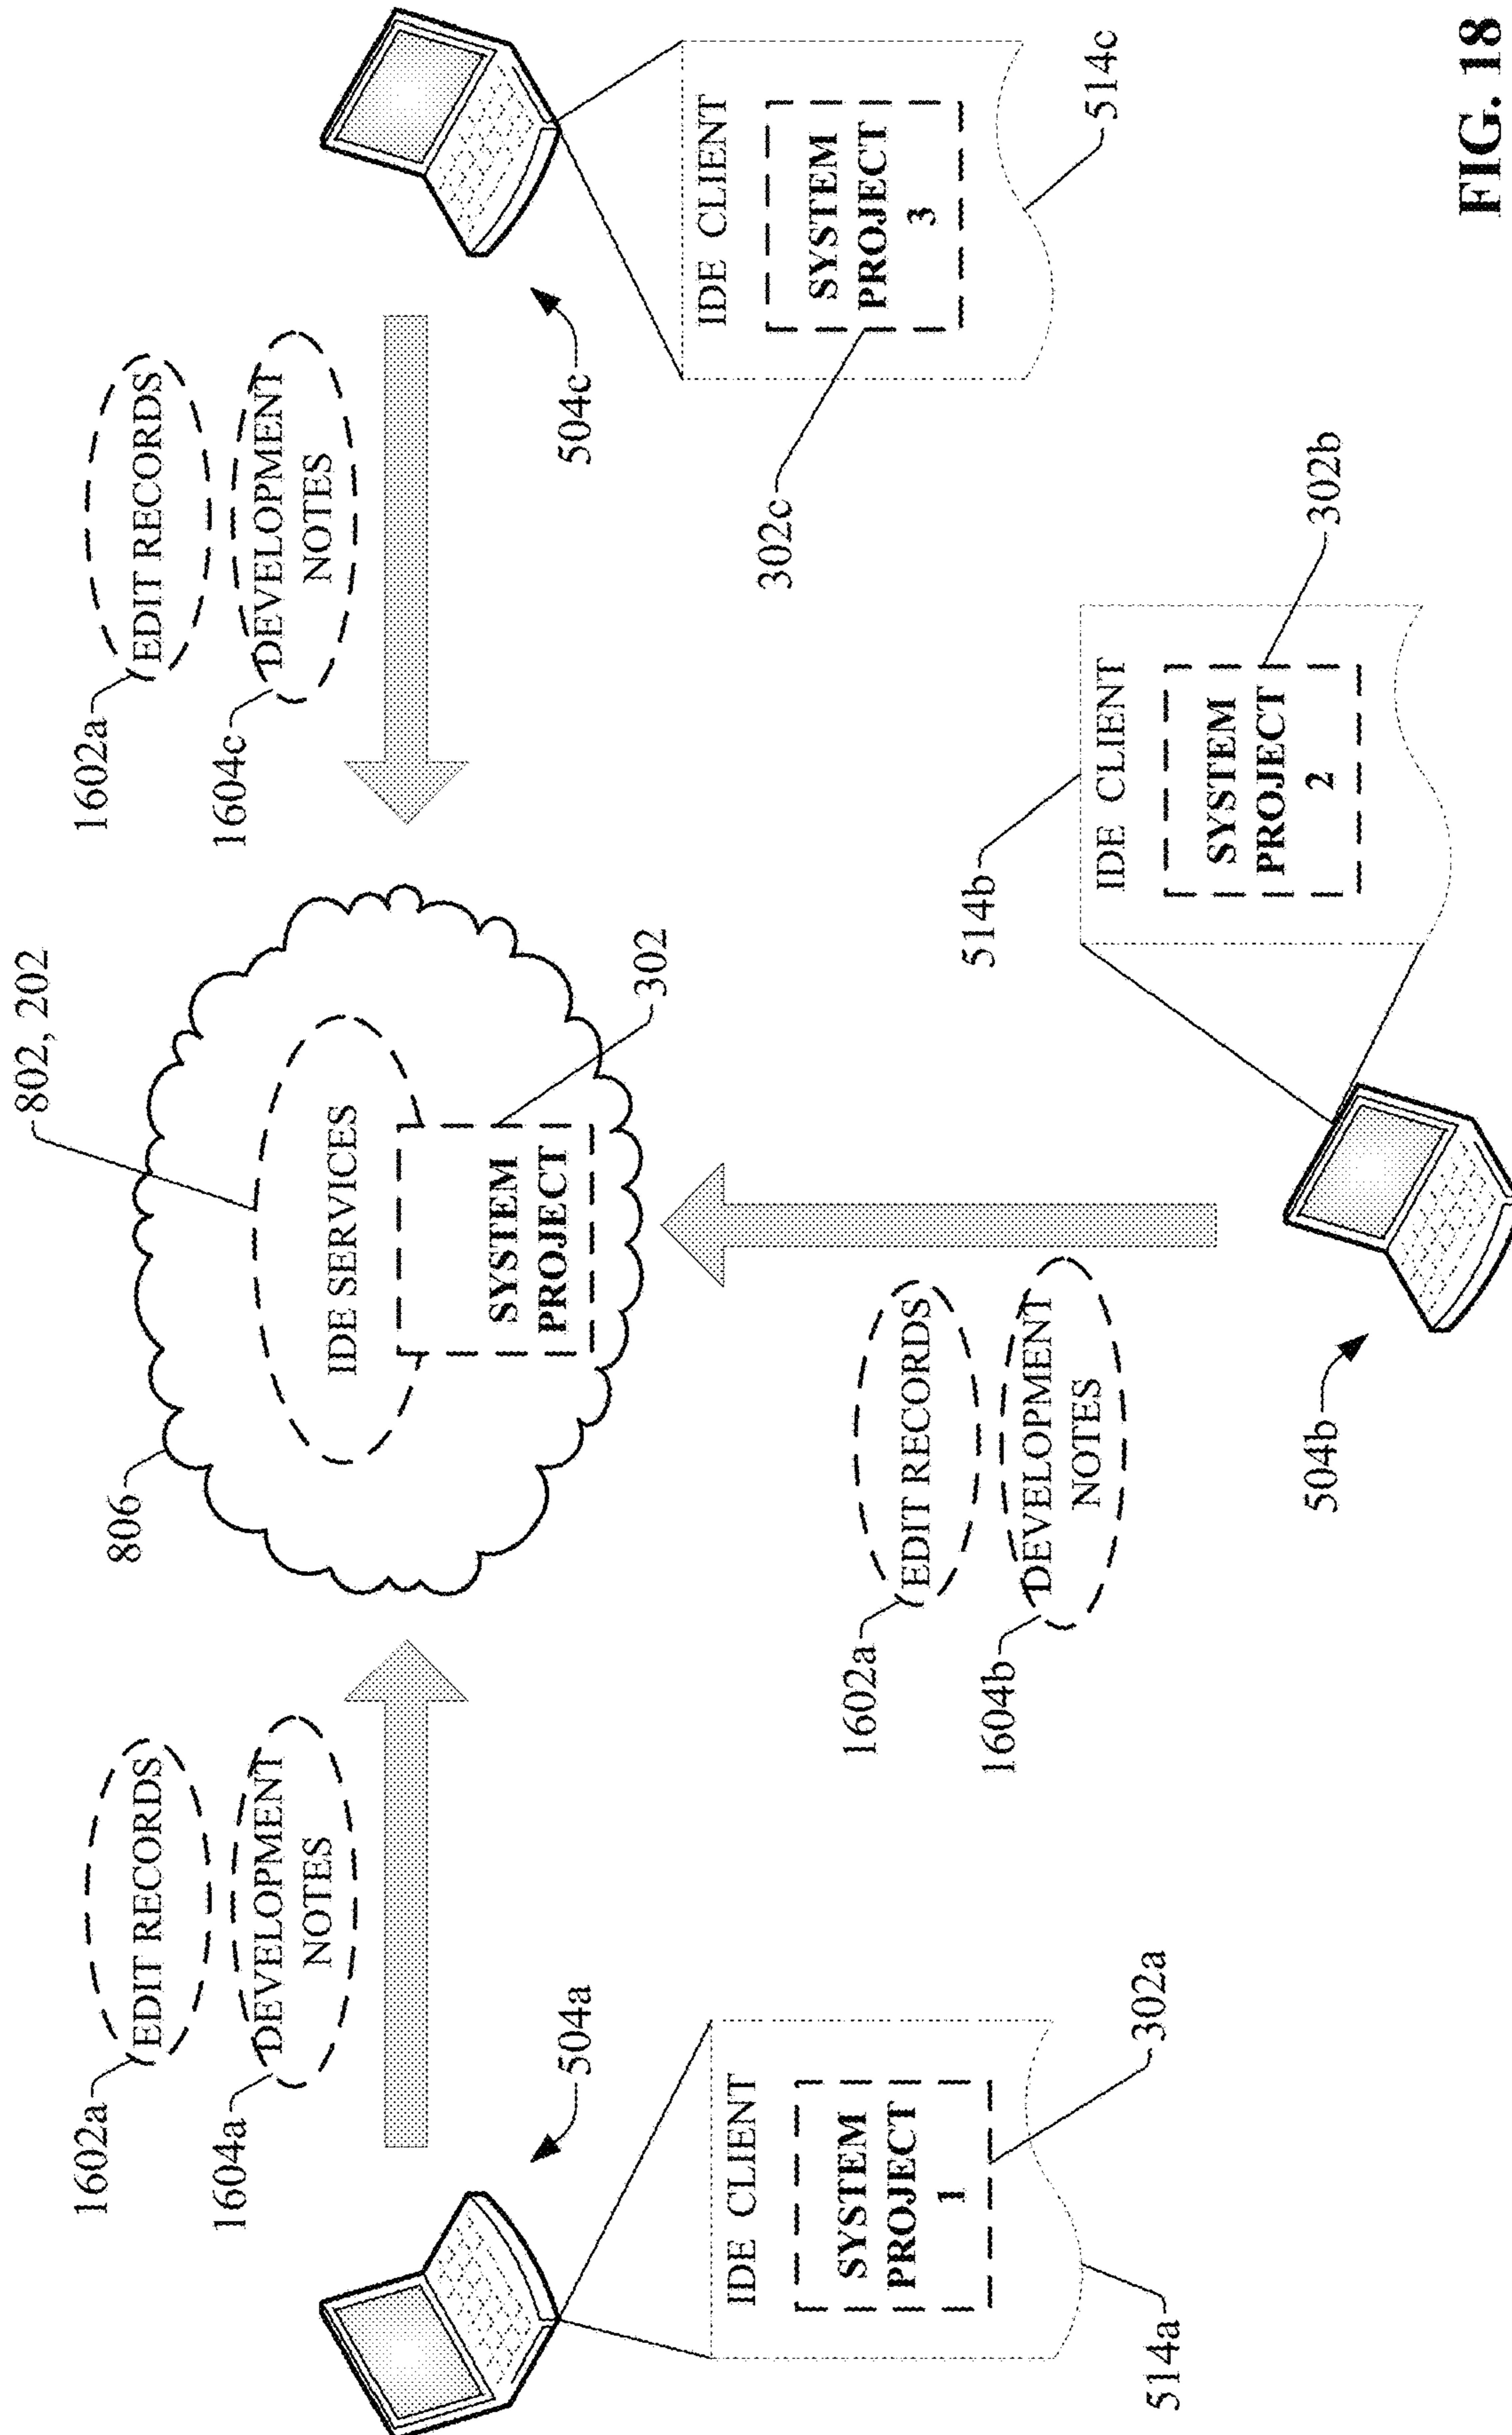 802, 202
806
IDE SERVICES
SYSTEM
PROJECT
302
1602a
EDIT RECORDS
1604a
DEVELOPMENT
NOTES
504a
IDE CLIENT
SYSTEM
PROJECT
1
302a
514a
1602a
EDIT RECORDS
1604b
DEVELOPMENT
NOTES
504b
514b
IDE CLIENT
SYSTEM
PROJECT
2
302b
1602a
EDIT RECORDS
1604c
DEVELOPMENT
NOTES
504c
IDE CLIENT
SYSTEM
PROJECT
3
302c
514c
FIG. 18